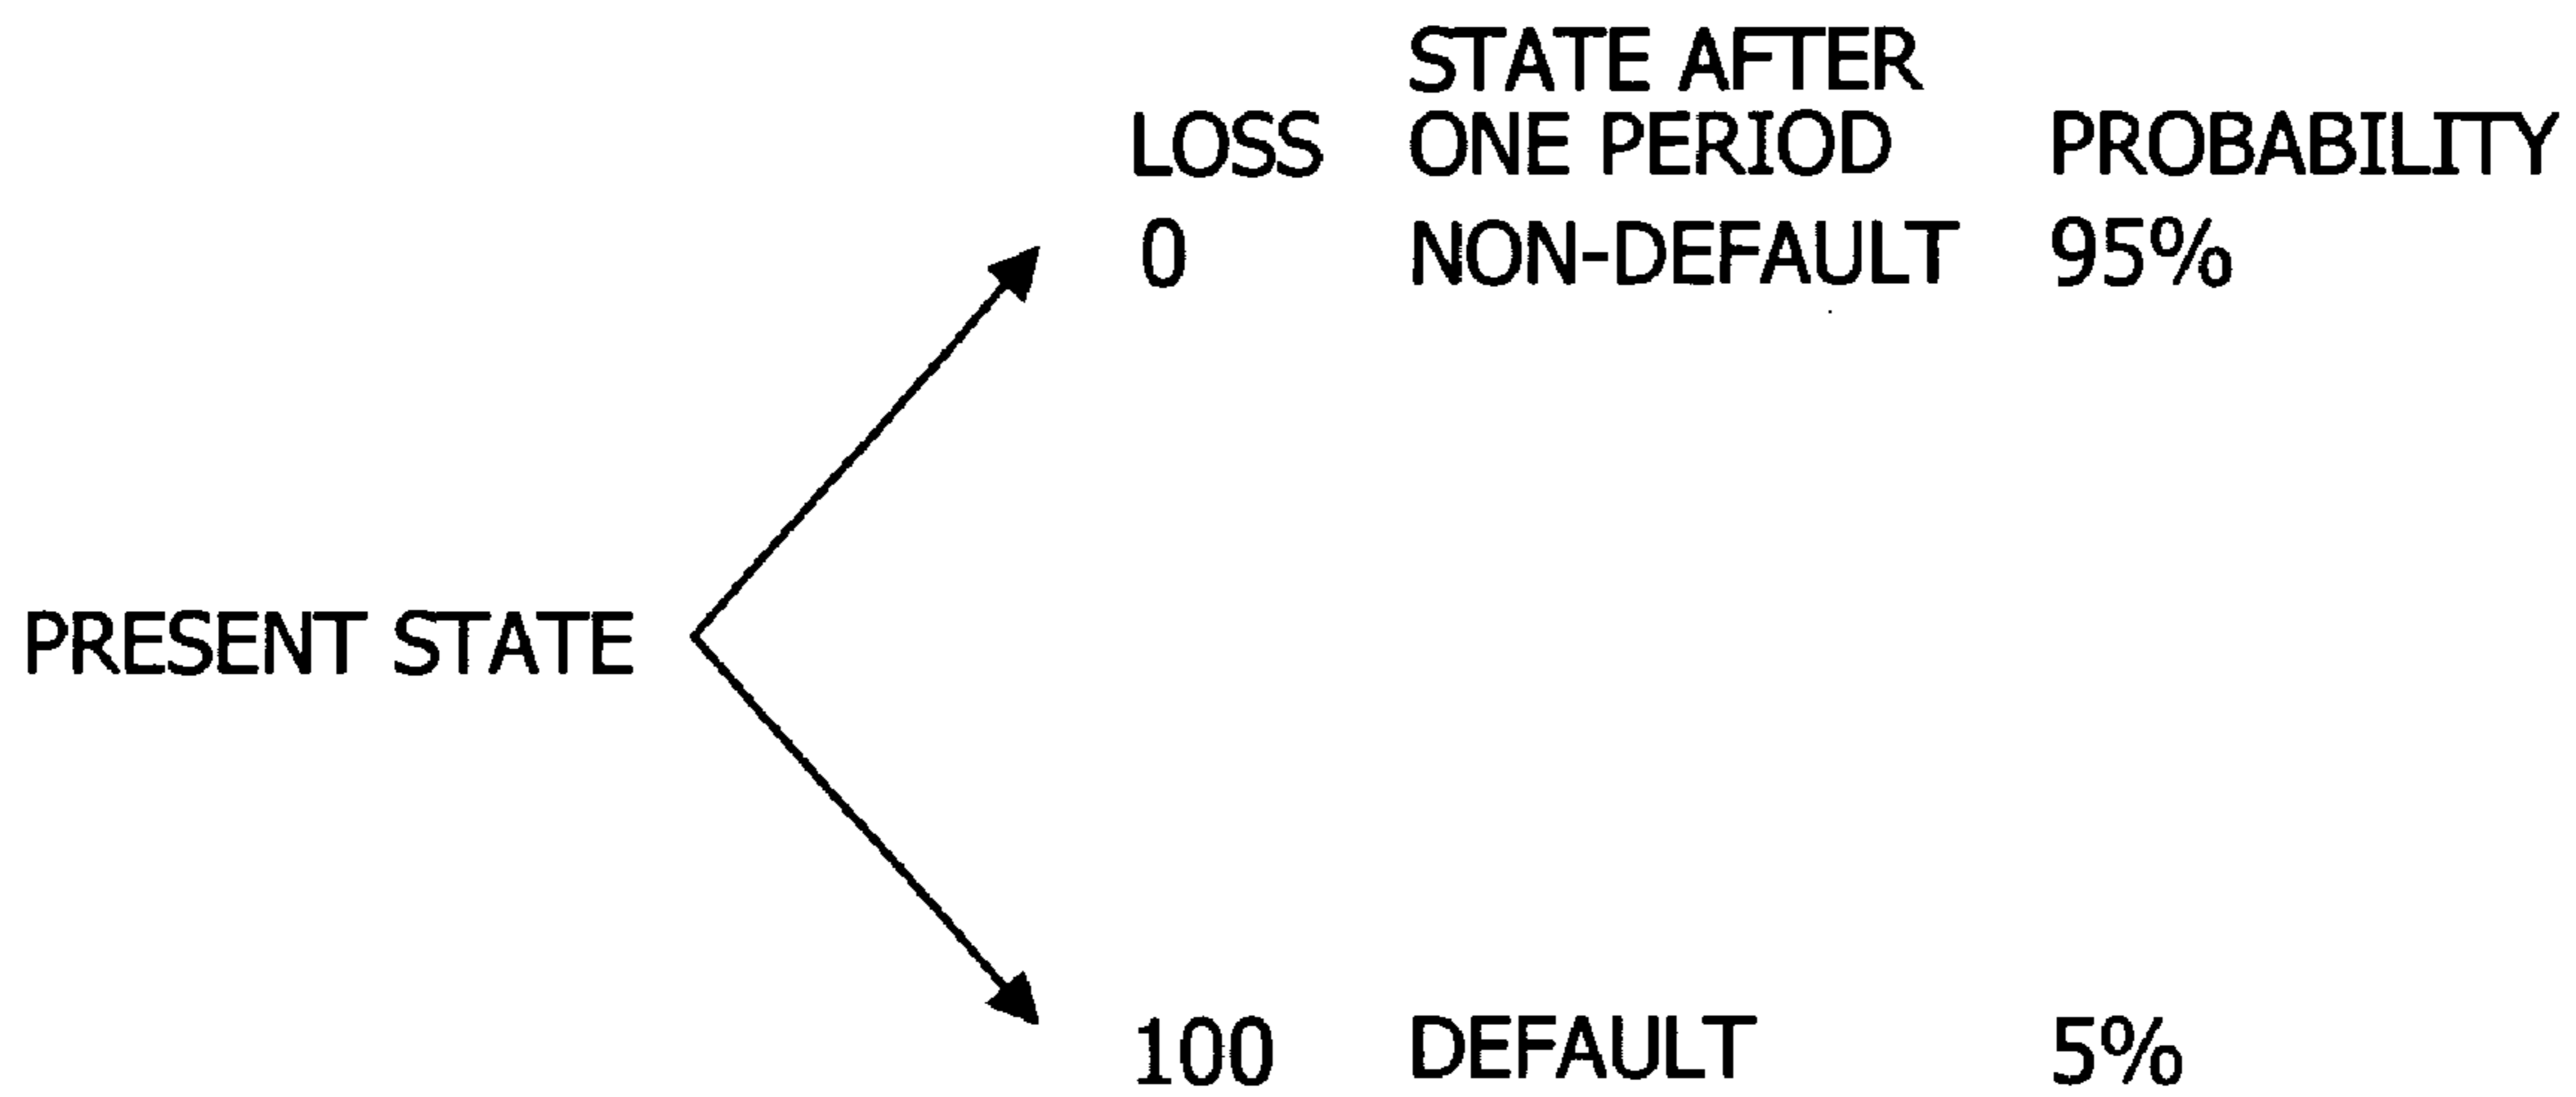 STATE AFTER
LOSS ONE PERIOD PROBABILITY
0 NON-DEFAULT 95%
PRESENT STATE
100 DEFAULT 5%